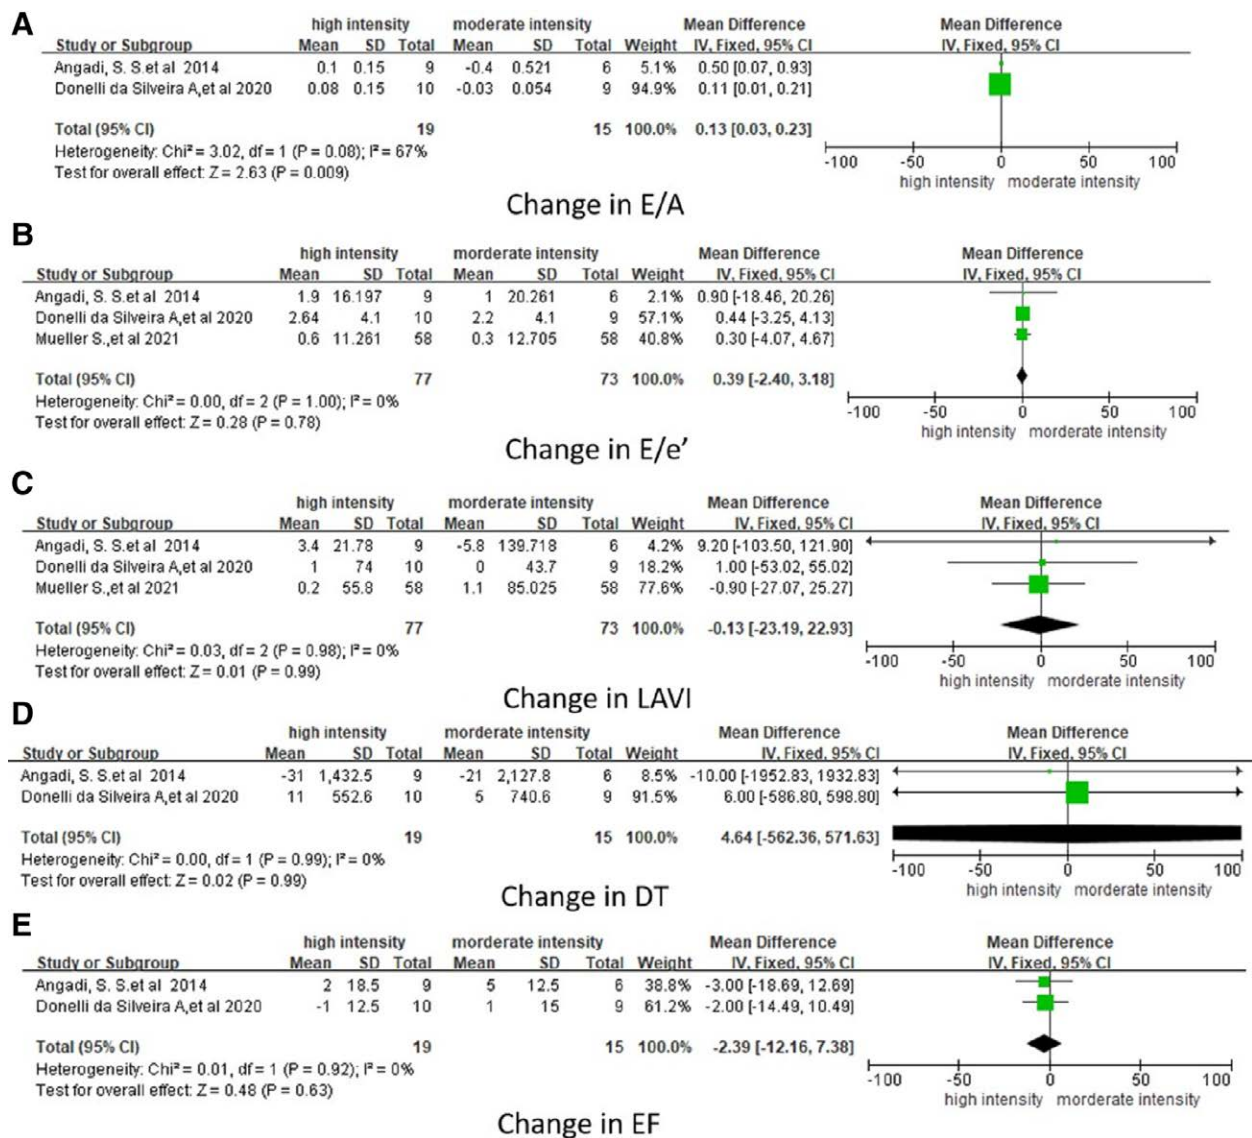 A
high intensity moderate intensity Mean Difference Mean Difference
Study or Subgroup Mean SD Total Mean SD Total Weight IV, Fixed, 95% CI IV, Fixed, 95% CI
Angadi, S. S.et al 2014 0.1 0.15 9 -0.4 0.521 6 5.1% 0.50 [0.07, 0.93]
Donelli da Silveira A,et al 2020 0.08 0.15 10 -0.03 0.054 9 94.9% 0.11 [0.01, 0.21]
Total (95% CI) 19 15 100.0% 0.13 [0.03, 0.23]
Heterogeneity: Chi² = 3.02, df = 1 (P = 0.08); I² = 67%
Test for overall effect: Z = 2.63 (P = 0.009)
-100 -50 0 50 100
high intensity moderate intensity
Change in E/A
B
high intensity morderate intensity Mean Difference Mean Difference
Study or Subgroup Mean SD Total Mean SD Total Weight IV, Fixed, 95% CI IV, Fixed, 95% CI
Angadi, S. S.et al 2014 1.9 16.197 9 1 20.261 6 2.1% 0.90 [-18.46, 20.26]
Donelli da Silveira A,et al 2020 2.64 4.1 10 2.2 4.1 9 57.1% 0.44 [-3.25, 4.13]
Mueller S.,et al 2021 0.6 11.261 58 0.3 12.705 58 40.8% 0.30 [-4.07, 4.67]
Total (95% CI) 77 73 100.0% 0.39 [-2.40, 3.18]
Heterogeneity: Chi² = 0.00, df = 2 (P = 1.00); I² = 0%
Test for overall effect: Z = 0.28 (P = 0.78)
-100 -50 0 50 100
high intensity morderate intensity
Change in E/e'
C
high intensity morderate intensity Mean Difference Mean Difference
Study or Subgroup Mean SD Total Mean SD Total Weight IV, Fixed, 95% CI IV, Fixed, 95% CI
Angadi, S. S.et al 2014 3.4 21.78 9 -5.8 139.718 6 4.2% 9.20 [-103.50, 121.90]
Donelli da Silveira A,et al 2020 1 74 10 0 43.7 9 18.2% 1.00 [-53.02, 55.02]
Mueller S.,et al 2021 0.2 55.8 58 1.1 85.025 58 77.6% -0.90 [-27.07, 25.27]
Total (95% CI) 77 73 100.0% -0.13 [-23.19, 22.93]
Heterogeneity: Chi² = 0.03, df = 2 (P = 0.98); I² = 0%
Test for overall effect: Z = 0.01 (P = 0.99)
-100 -50 0 50 100
high intensity morderate intensity
Change in LAVI
D
high intensity morderate intensity Mean Difference Mean Difference
Study or Subgroup Mean SD Total Mean SD Total Weight IV, Fixed, 95% CI IV, Fixed, 95% CI
Angadi, S. S.et al 2014 -31 1,432.5 9 -21 2,127.8 6 8.5% -10.00 [-1952.83, 1932.83]
Donelli da Silveira A,et al 2020 11 552.6 10 5 740.6 9 91.5% 6.00 [-586.80, 598.80]
Total (95% CI) 19 15 100.0% 4.64 [-562.36, 571.63]
Heterogeneity: Chi² = 0.00, df = 1 (P = 0.99); I² = 0%
Test for overall effect: Z = 0.02 (P = 0.99)
-100 -50 0 50 100
high intensity morderate intensity
Change in DT
E
high intensity morderate intensity Mean Difference Mean Difference
Study or Subgroup Mean SD Total Mean SD Total Weight IV, Fixed, 95% CI IV, Fixed, 95% CI
Angadi, S. S.et al 2014 2 18.5 9 5 12.5 6 38.8% -3.00 [-18.69, 12.69]
Donelli da Silveira A,et al 2020 -1 12.5 10 1 15 9 61.2% -2.00 [-14.49, 10.49]
Total (95% CI) 19 15 100.0% -2.39 [-12.16, 7.38]
Heterogeneity: Chi² = 0.01, df = 1 (P = 0.92); I² = 0%
Test for overall effect: Z = 0.48 (P = 0.63)
-100 -50 0 50 100
high intensity morderate intensity
Change in EF